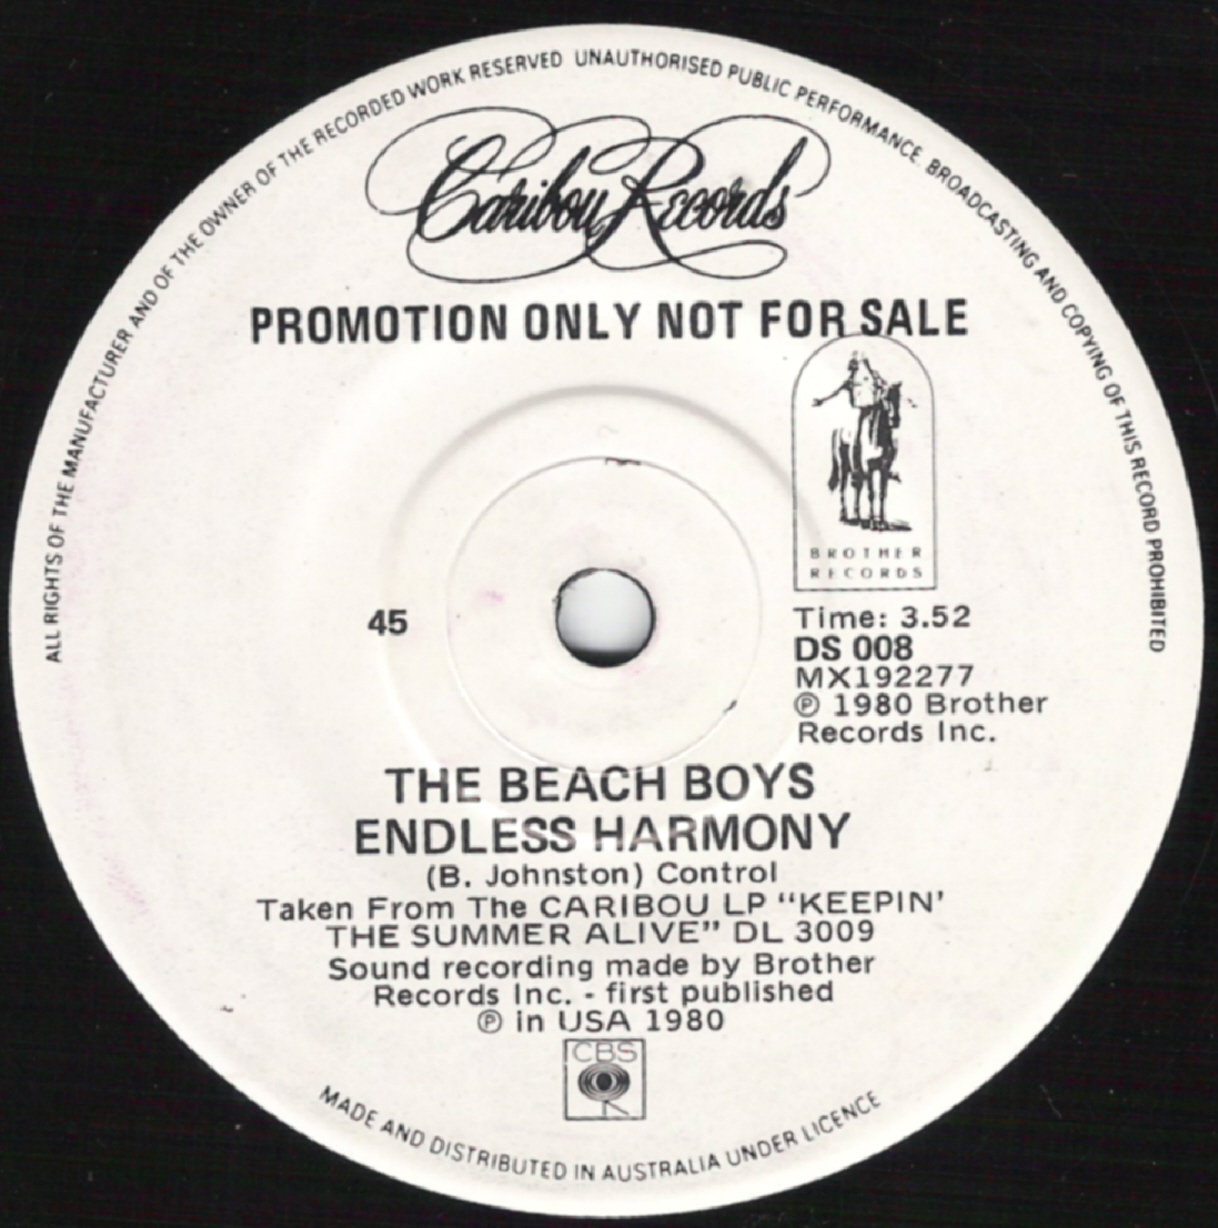 ALL RIGHTS OF THE MANUFACTURER AND OF THE OWNER OF THE RECORDED WORK RESERVED UNAUTHORISED PUBLIC PERFORMANCE BROADCASTING AND COPYING OF THIS RECORD PROHIBITED
Caribou Records
PROMOTION ONLY NOT FOR SALE
BROTHER
RECORDS
45
Time: 3.52
DS 008
MX192277
℗ 1980 Brother
Records Inc.
THE BEACH BOYS
ENDLESS HARMONY
(B. Johnston) Control
Taken From The CARIBOU LP “KEEPIN’
THE SUMMER ALIVE” DL 3009
Sound recording made by Brother
Records Inc. - first published
℗ in USA 1980
CBS
MADE AND DISTRIBUTED IN AUSTRALIA UNDER LICENCE